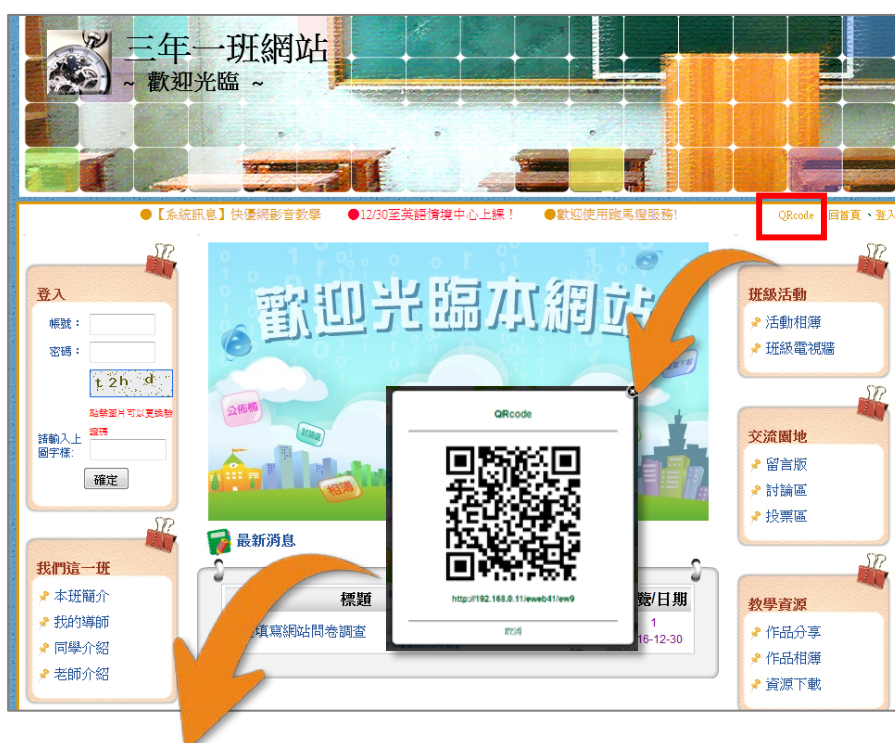 三年一班網站
~ 歡迎光臨 ~
●【系統訊息】快優網影音教學 ●12/30至英語情境中心上課！ ●歡迎使用跑馬燈服務! QRcode 回首頁、登入
登入
帳號：
密碼：
t2h d
點擊圖片可以更換驗
證碼
請輸入上
圖字樣:
確定
我們這一班
本班簡介
我的導師
同學介紹
老師介紹
歡迎光臨本網站
公佈欄
討論區
相簿
QRcode
http://192.168.0.11/eweb41/ew9
取消
最新消息
標題 覽/日期
填寫網站問卷調查 1
16-12-30
班級活動
活動相簿
班級電視牆
交流園地
留言版
討論區
投票區
教學資源
作品分享
作品相簿
資源下載